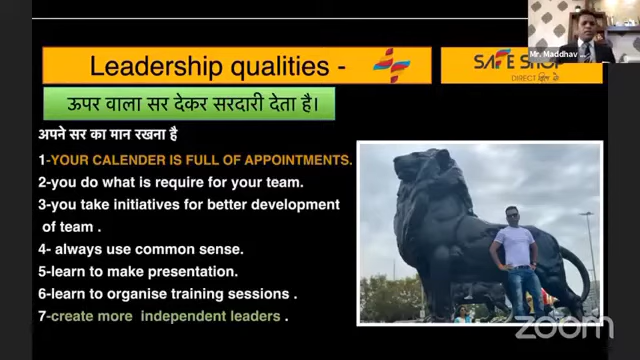 Mr. Maddhav
Leadership qualities -
SAFE SHOP
DIRECT दिल से
ऊपर वाला सर देकर सरदारी देता है।
अपने सर का मान रखना है
1-YOUR CALENDER IS FULL OF APPOINTMENTS.
2-you do what is require for your team.
3-you take initiatives for better development
of team .
4- always use common sense.
5-learn to make presentation.
6-learn to organise training sessions .
7-create more independent leaders .
zoom